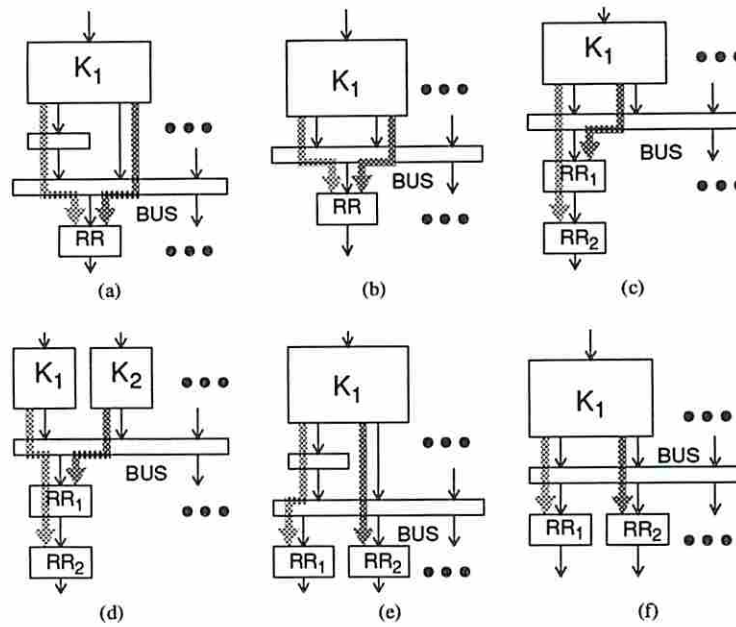 K1
BUS
RR
(a)
K1
BUS
RR
(b)
K1
BUS
RR1
RR2
(c)
K1
K2
BUS
RR1
RR2
(d)
K1
BUS
RR1
RR2
(e)
K1
BUS
RR1
RR2
(f)